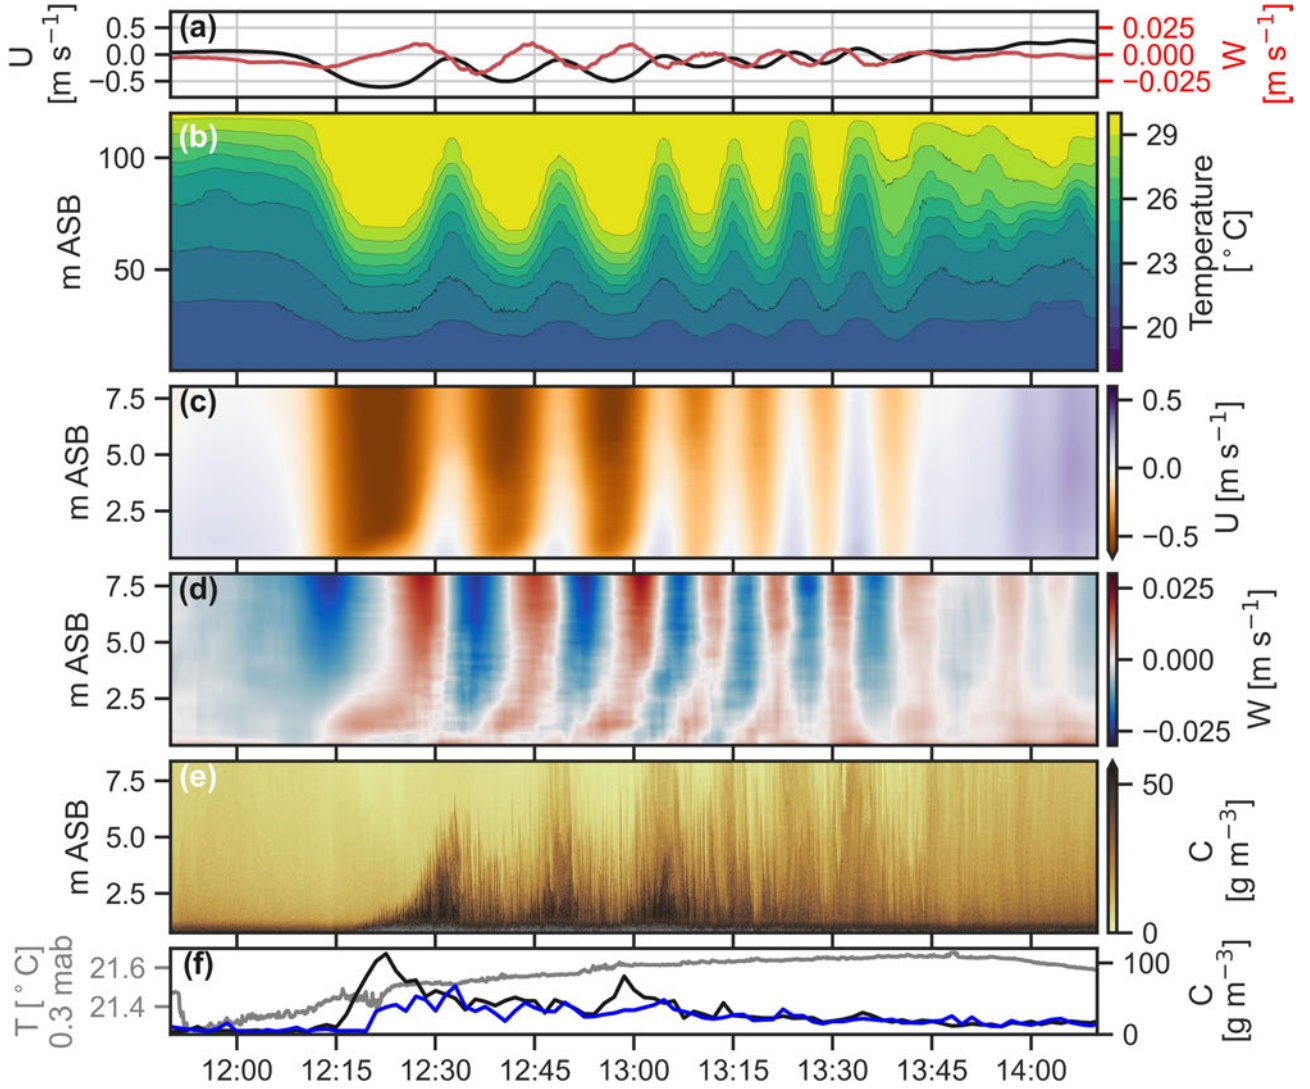 (a)
U
[m s⁻¹]
0.5
0.0
−0.5
0.025
0.000
−0.025
W
[m s⁻¹]
(b)
m ASB
100
50
29
26
23
20
Temperature
[°C]
(c)
m ASB
7.5
5.0
2.5
0.5
0.0
−0.5
U [m s⁻¹]
(d)
m ASB
7.5
5.0
2.5
0.025
0.000
−0.025
W [m s⁻¹]
(e)
m ASB
7.5
5.0
2.5
50
0
C
[g m⁻³]
(f)
T [°C]
0.3 mab
21.6
21.4
100
0
C
[g m⁻³]
12:00 12:15 12:30 12:45 13:00 13:15 13:30 13:45 14:00